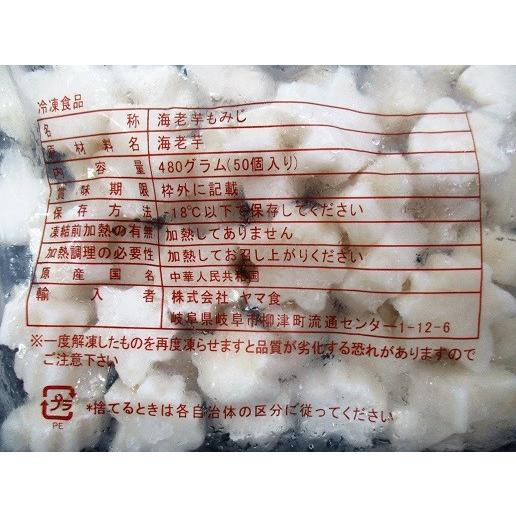 冷凍食品
名 称 海老芋もみじ
原 材 料 名 海老芋
内 容 量 480グラム(50個入り)
賞 味 期 限 枠外に記載
保 存 方 法 -18℃以下で保存してください
凍結前加熱の有無 加熱してありません
加熱調理の必要性 加熱してお召し上がりください
原 産 国 名 中華人民共和国
輸 入 者 株式会社 ヤマ食
岐阜県岐阜市柳津町流通センター1-12-6
※一度解凍したものを再度凍らせますと品質が劣化する恐れがありますので
ご注意下さい
プラ
PE
*捨てるときは各自治体の区分に従ってください